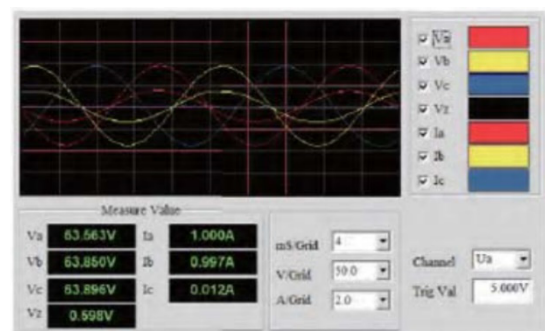 Va
Vb
Vc
Vz
Ia
Ib
Ic
Measure Value
Va 63.563V Ia 1.000A
Vb 63.850V Ib 0.997A
Vc 63.896V Ic 0.012A
Vz 0.598V
mS/Grid 4
V/Grid 50.0
A/Grid 2.0
Channel Ua
Trig Val 5.000V